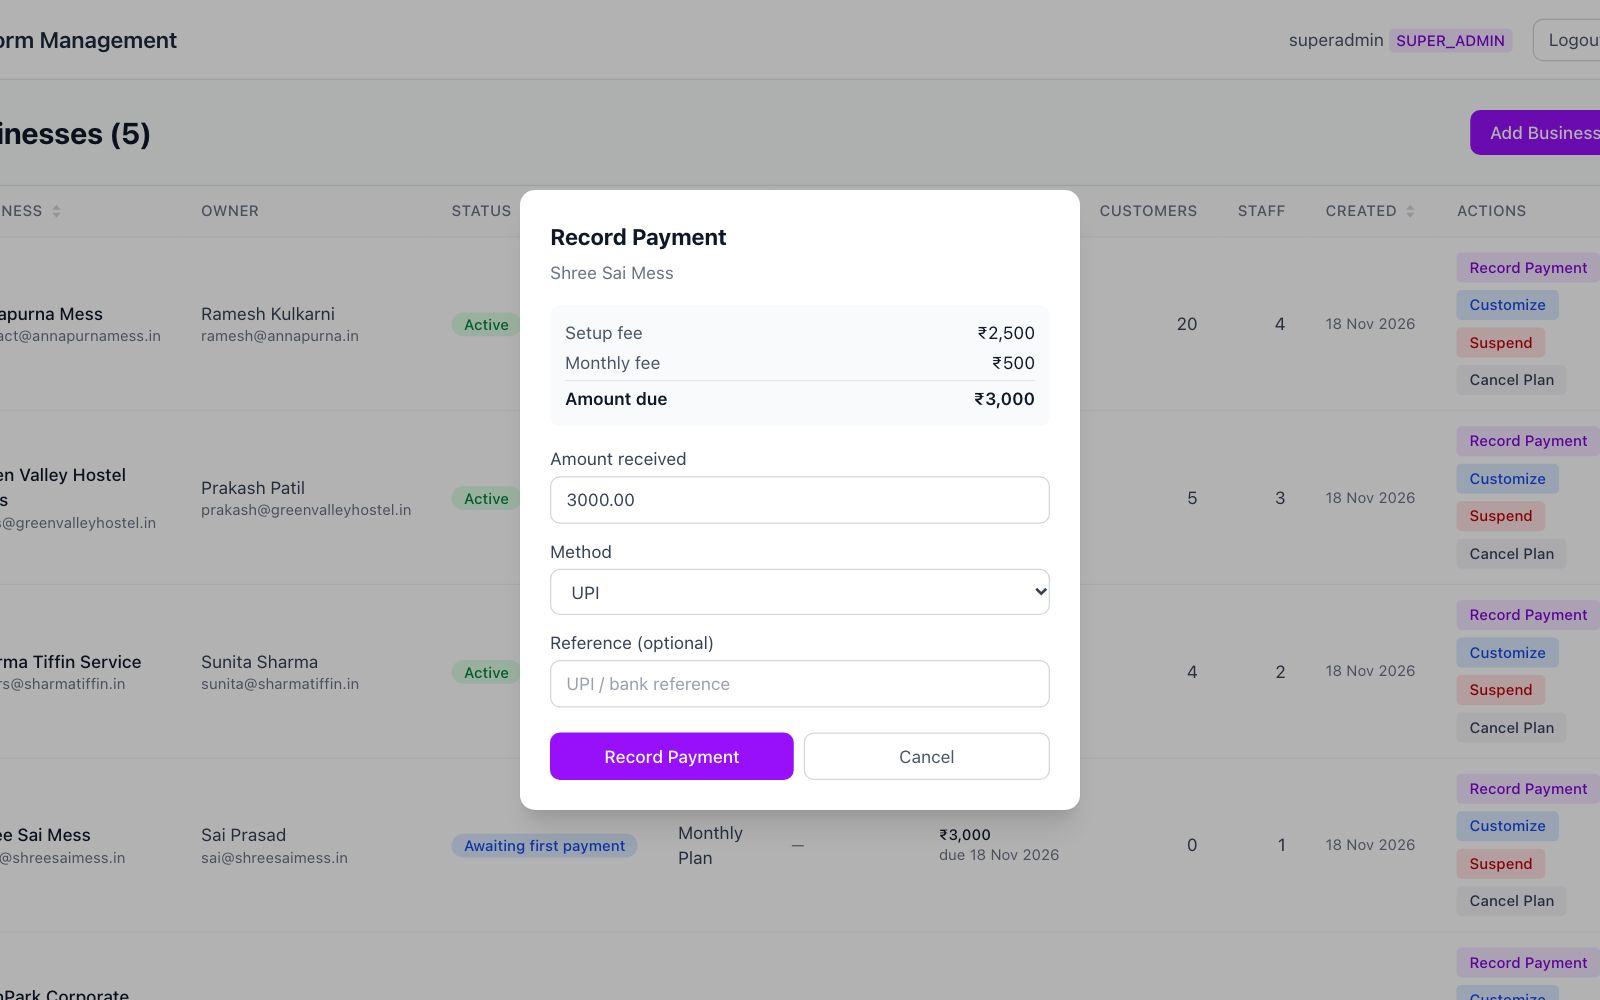 orm Management
superadmin SUPER_ADMIN
Logou
inesses (5)
Add Business
NESS OWNER STATUS CUSTOMERS STAFF CREATED ACTIONS
apurna Mess
act@annapurnamess.in
Ramesh Kulkarni
ramesh@annapurna.in
Active
20
4
18 Nov 2026
Record Payment
Customize
Suspend
Cancel Plan
en Valley Hostel
s
s@greenvalleyhostel.in
Prakash Patil
prakash@greenvalleyhostel.in
Active
5
3
18 Nov 2026
Record Payment
Customize
Suspend
Cancel Plan
rma Tiffin Service
rs@sharmatiffin.in
Sunita Sharma
sunita@sharmatiffin.in
Active
4
2
18 Nov 2026
Record Payment
Customize
Suspend
Cancel Plan
ee Sai Mess
@shreesaimess.in
Sai Prasad
sai@shreesaimess.in
Awaiting first payment
Monthly
Plan
—
₹3,000
due 18 Nov 2026
0
1
18 Nov 2026
Record Payment
Customize
Suspend
Cancel Plan
nPark Corporate
Record Payment
Customize
Record Payment
Shree Sai Mess
Setup fee ₹2,500
Monthly fee ₹500
Amount due ₹3,000
Amount received
3000.00
Method
UPI
Reference (optional)
UPI / bank reference
Record Payment
Cancel